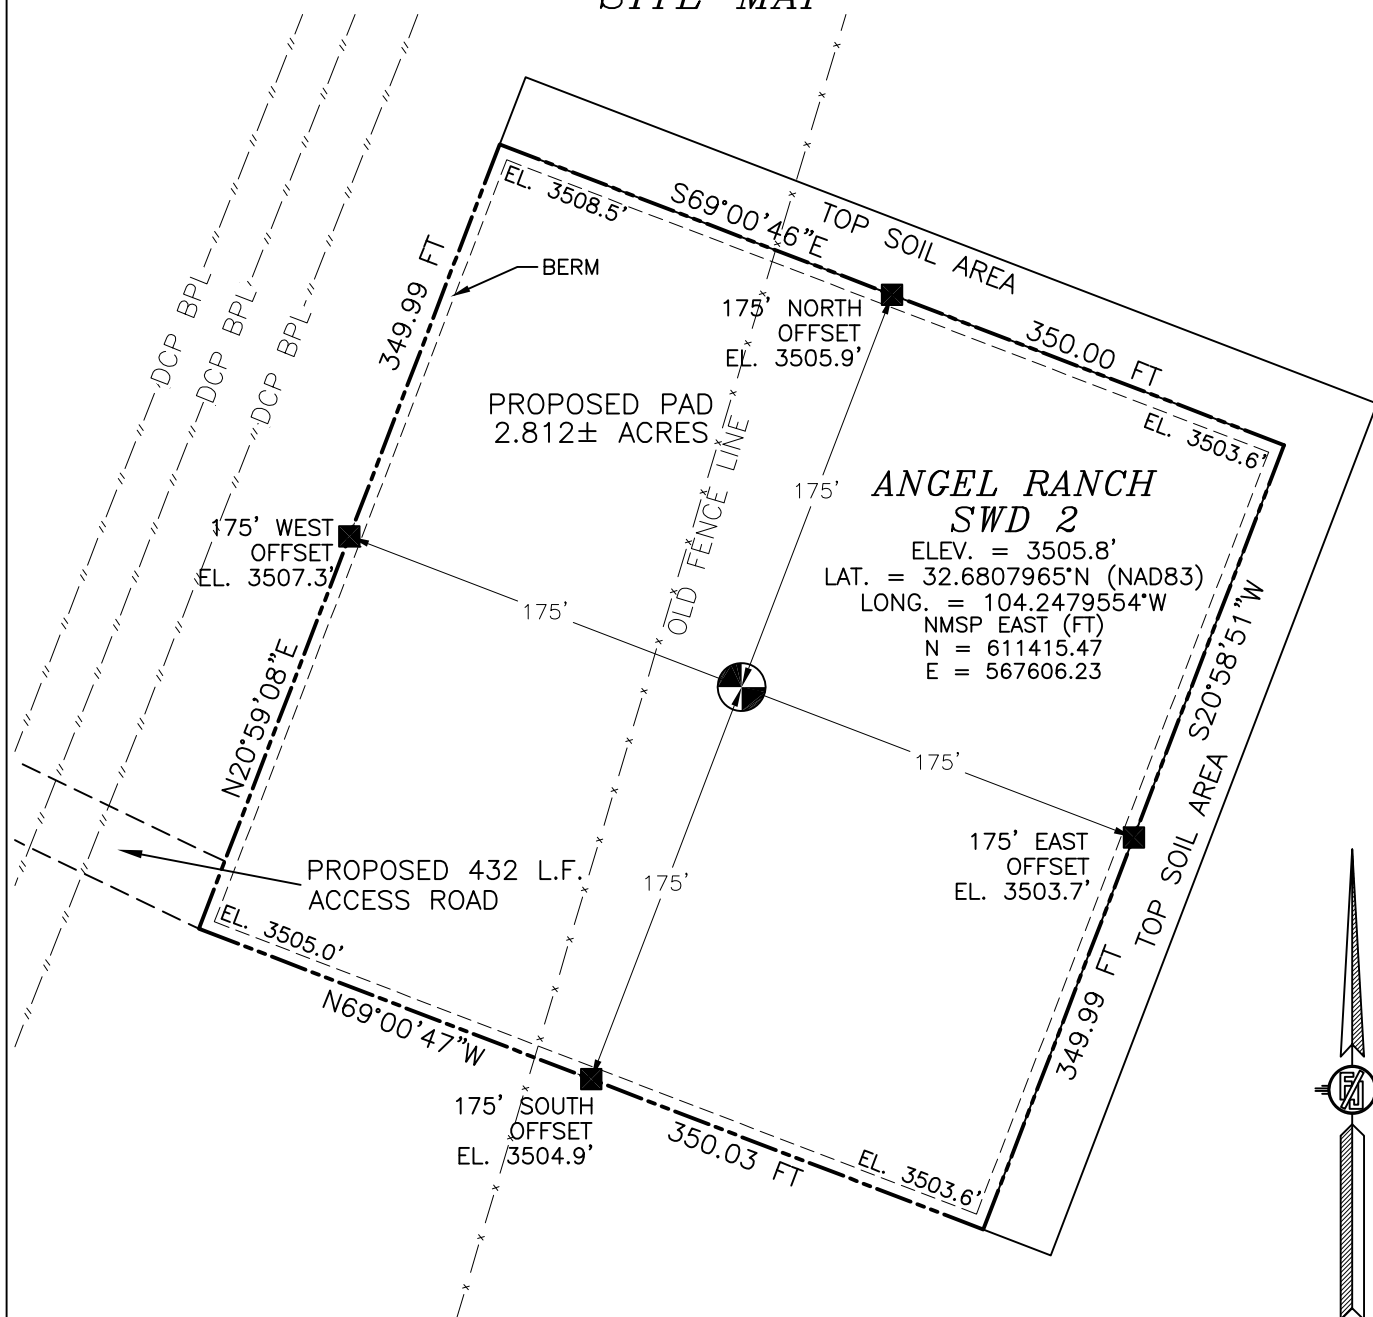 SITE MAP
EL. 3508.5'
S69°00'46"E
TOP SOIL AREA
BERM
349.99 FT
175' NORTH
OFFSET
EL. 3505.9'
350.00 FT
DCP BPL
DCP BPL
DCP BPL
PROPOSED PAD
2.812± ACRES
EL. 3503.6'
OLD FENCE LINE
175'
ANGEL RANCH
SWD 2
ELEV. = 3505.8'
LAT. = 32.6807965°N (NAD83)
LONG. = 104.2479554°W
NMSP EAST (FT)
N = 611415.47
E = 567606.23
175' WEST
OFFSET
EL. 3507.3'
175'
S20°58'51"W
N20°59'08"E
175'
TOP SOIL AREA
175' EAST
OFFSET
EL. 3503.7'
PROPOSED 432 L.F.
ACCESS ROAD
175'
EL. 3505.0'
N69°00'47"W
349.99 FT
175' SOUTH
OFFSET
EL. 3504.9'
350.03 FT
EL. 3503.6'